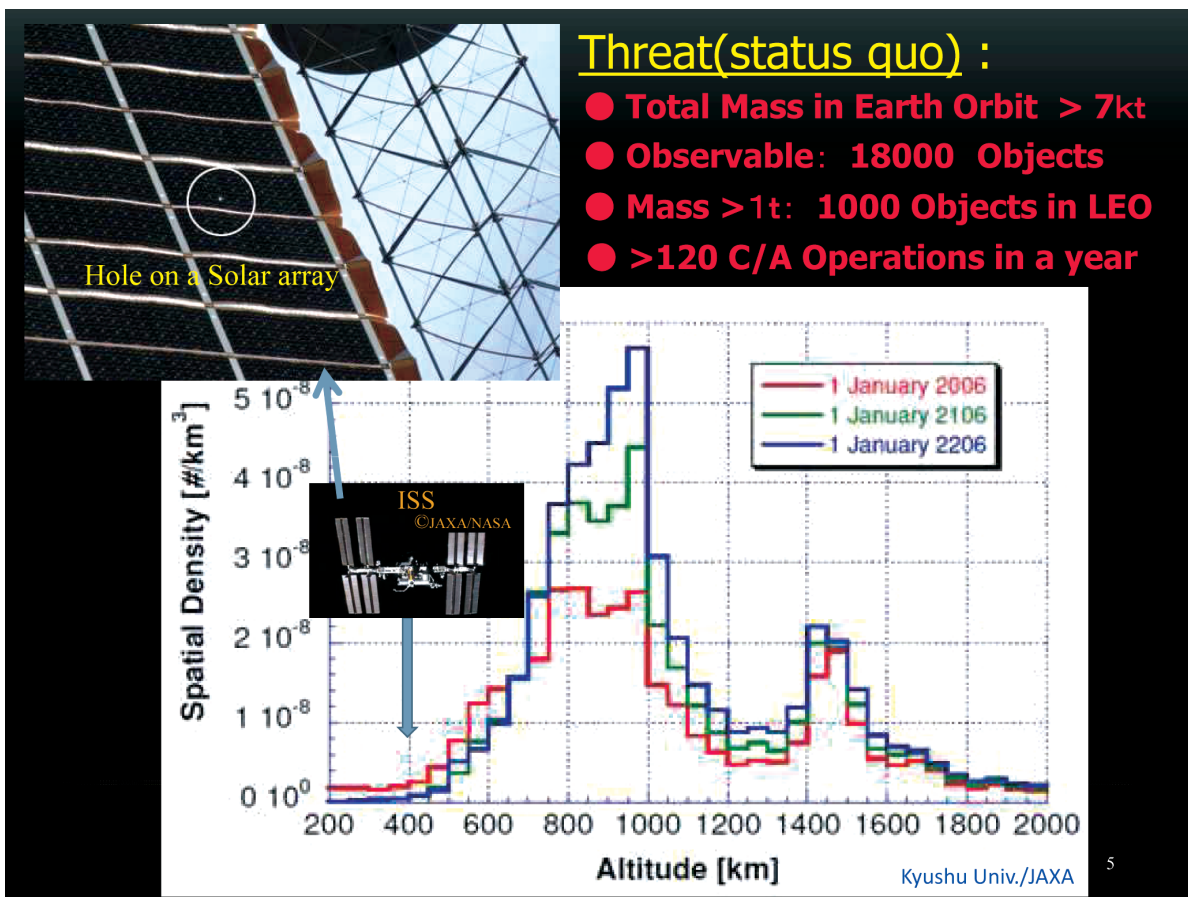 Threat(status quo) :
● Total Mass in Earth Orbit > 7kt
● Observable: 18000 Objects
● Mass >1t: 1000 Objects in LEO
● >120 C/A Operations in a year
Hole on a Solar array
1 January 2006
1 January 2106
1 January 2206
Spatial Density [#/km³]
5 10⁻⁸
4 10⁻⁸
3 10⁻⁸
2 10⁻⁸
1 10⁻⁸
0 10⁰
ISS
©JAXA/NASA
200 400 600 800 1000 1200 1400 1600 1800 2000
Altitude [km]
Kyushu Univ./JAXA
5